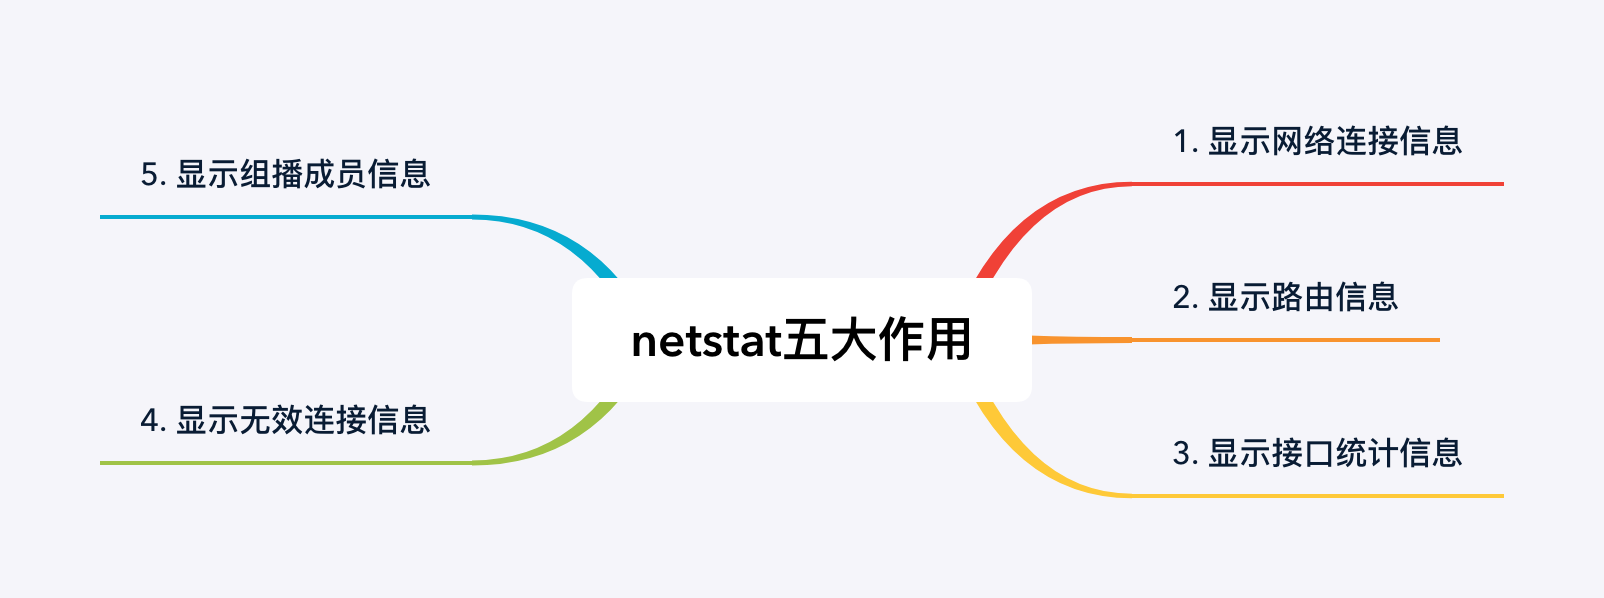 netstat五大作用
1. 显示网络连接信息
2. 显示路由信息
3. 显示接口统计信息
4. 显示无效连接信息
5. 显示组播成员信息